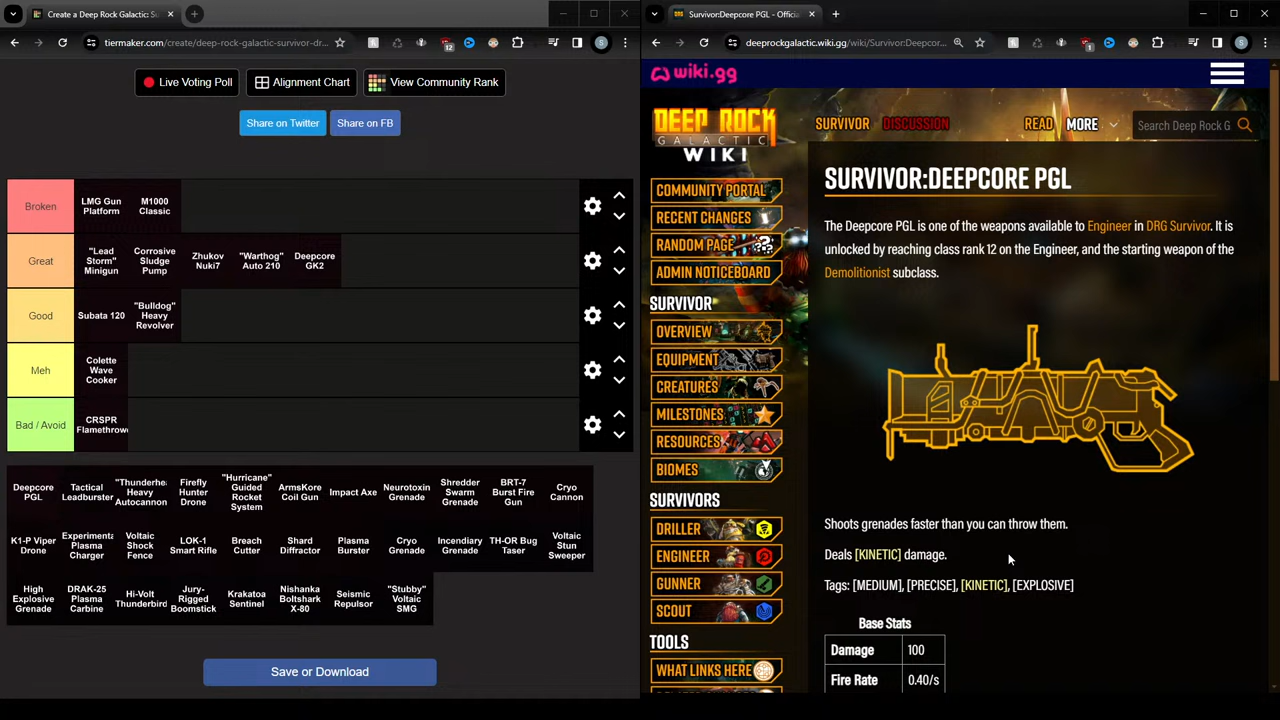 Create a Deep Rock Galactic: Su
tiermaker.com/create/deep-rock-galactic-survivor-dr...
12
S
Live Voting Poll
Alignment Chart
View Community Rank
Share on Twitter
Share on FB
Broken
LMG Gun
Platform
M1000
Classic
Great
"Lead
Storm"
Minigun
Corrosive
Sludge
Pump
Zhukov
Nuki7
"Warthog"
Auto 210
Deepcore
GK2
Good
Subata 120
"Bulldog"
Heavy
Revolver
Meh
Colette
Wave
Cooker
Bad / Avoid
CRSPR
Flamethrowe
Deepcore
PGL
Tactical
Leadburster
"Thunderhe
Heavy
Autocannon
Firefly
Hunter
Drone
"Hurricane"
Guided
Rocket
System
ArmsKore
Coil Gun
Impact Axe
Neurotoxin
Grenade
Shredder
Swarm
Grenade
BRT-7
Burst Fire
Gun
Cryo
Cannon
K1-P Viper
Drone
Experimenta
Plasma
Charger
Voltaic
Shock
Fence
LOK-1
Smart Rifle
Breach
Cutter
Shard
Diffractor
Plasma
Burster
Cryo
Grenade
Incendiary
Grenade
TH-OR Bug
Taser
Voltaic
Stun
Sweeper
High
Explosive
Grenade
DRAK-25
Plasma
Carbine
Hi-Volt
Thunderbird
Jury-
Rigged
Boomstick
Krakatoa
Sentinel
Nishanka
Boltshark
X-80
Seismic
Repulsor
"Stubby"
Voltaic
SMG
Save or Download
Survivor:Deepcore PGL - Officia
deeprockgalactic.wiki.gg/wiki/Survivor:Deepcor...
1
S
wiki.gg
DEEP ROCK
GALACTIC
WIKI
SURVIVOR
DISCUSSION
READ
MORE
Search Deep Rock G
COMMUNITY PORTAL
RECENT CHANGES
RANDOM PAGE
ADMIN NOTICEBOARD
SURVIVOR
OVERVIEW
EQUIPMENT
CREATURES
MILESTONES
RESOURCES
BIOMES
SURVIVORS
DRILLER
ENGINEER
GUNNER
SCOUT
TOOLS
WHAT LINKS HERE
SURVIVOR:DEEPCORE PGL
The Deepcore PGL is one of the weapons available to Engineer in DRG Survivor. It is
unlocked by reaching class rank 12 on the Engineer, and the starting weapon of the
Demolitionist subclass.
Shoots grenades faster than you can throw them.
Deals [KINETIC] damage.
Tags: [MEDIUM], [PRECISE], [KINETIC], [EXPLOSIVE]
Base Stats
Damage 100
Fire Rate 0.40/s